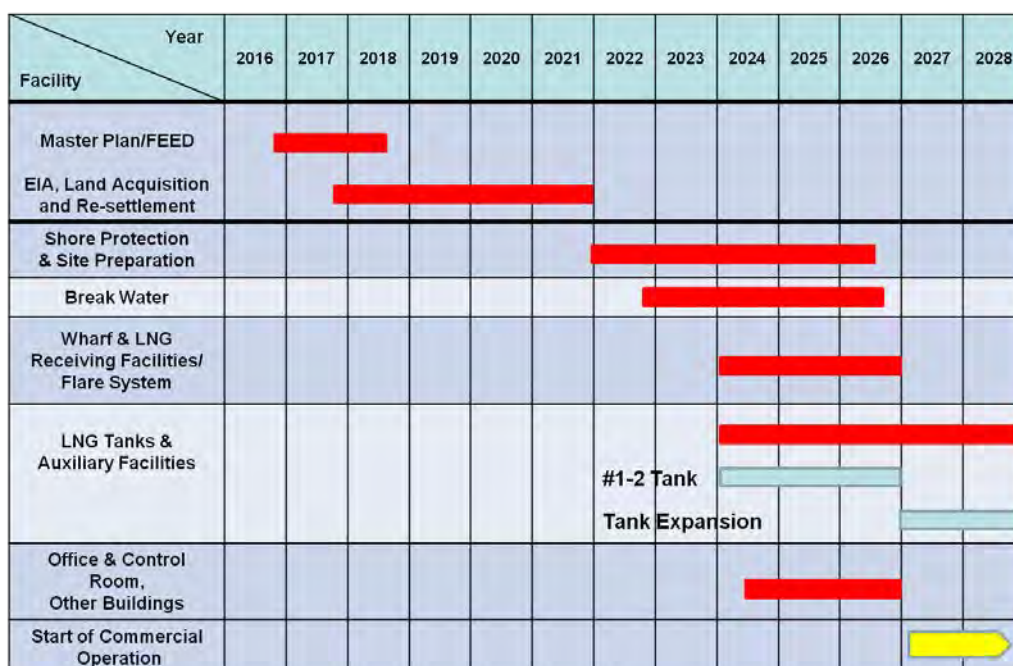 Year
Facility
2016 2017 2018 2019 2020 2021 2022 2023 2024 2025 2026 2027 2028
Master Plan/FEED
EIA, Land Acquisition
and Re-settlement
Shore Protection
& Site Preparation
Break Water
Wharf & LNG
Receiving Facilities/
Flare System
LNG Tanks &
Auxiliary Facilities
#1-2 Tank
Tank Expansion
Office & Control
Room,
Other Buildings
Start of Commercial
Operation